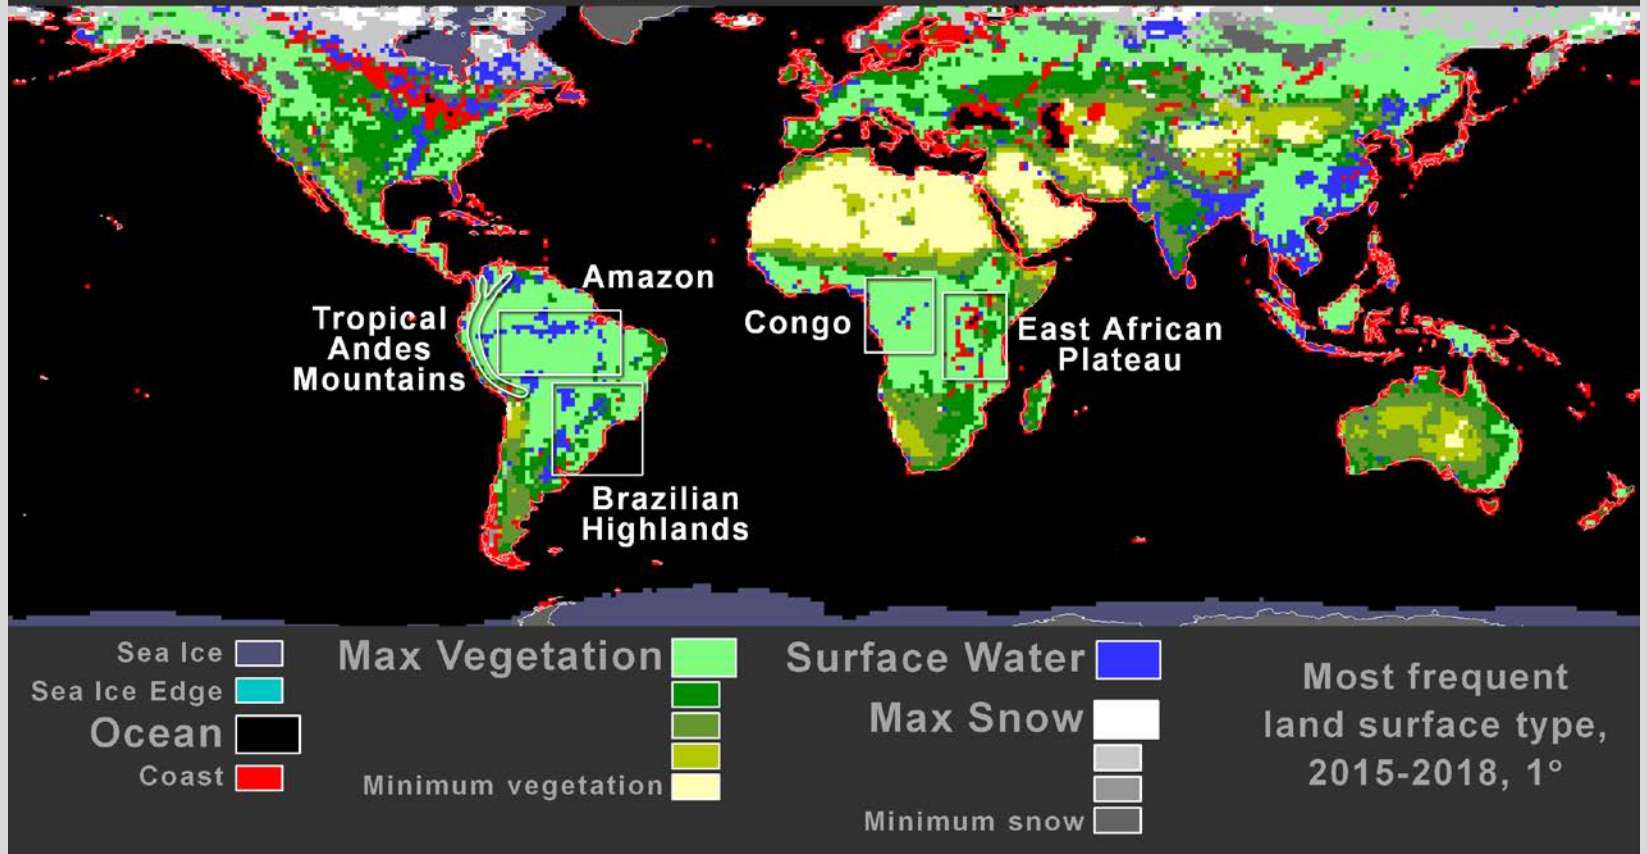 Amazon
Tropical
Andes
Mountains
Congo
East African
Plateau
Brazilian
Highlands
Sea Ice
Sea Ice Edge
Ocean
Coast
Max Vegetation
Minimum vegetation
Surface Water
Max Snow
Minimum snow
Most frequent
land surface type,
2015-2018, 1°